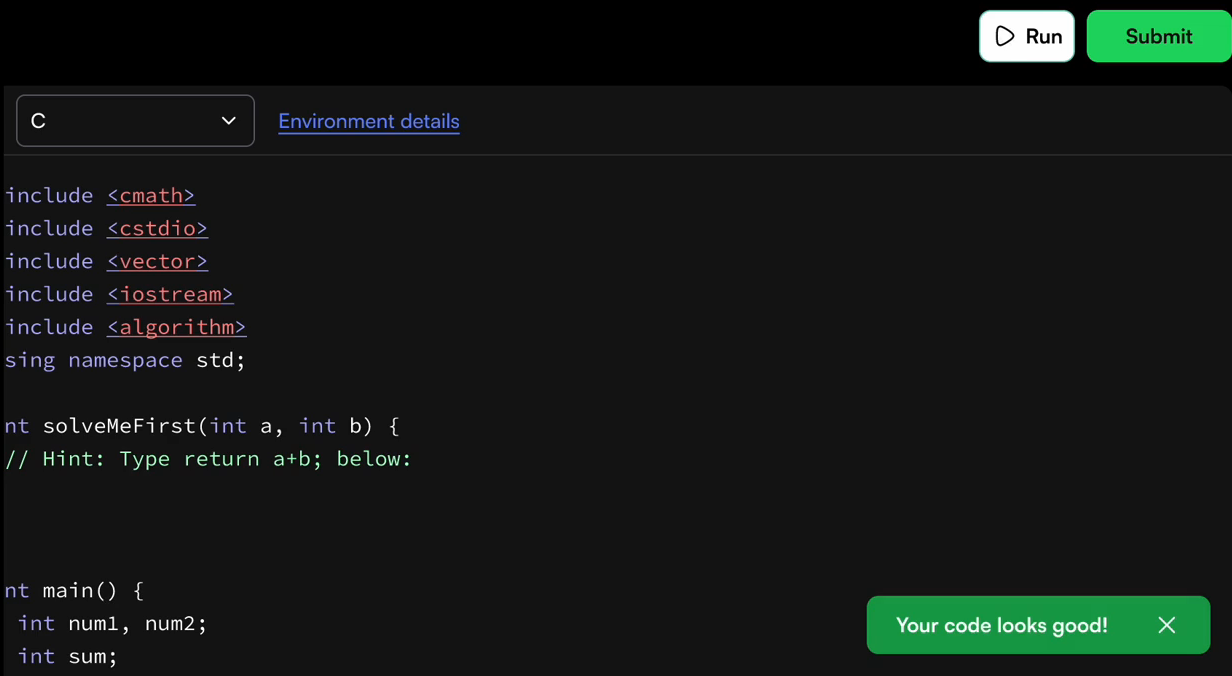 Run
Submit
C
Environment details
include <cmath>
include <cstdio>
include <vector>
include <iostream>
include <algorithm>
sing namespace std;
nt solveMeFirst(int a, int b) {
// Hint: Type return a+b; below:
nt main() {
int num1, num2;
Your code looks good!
int sum;